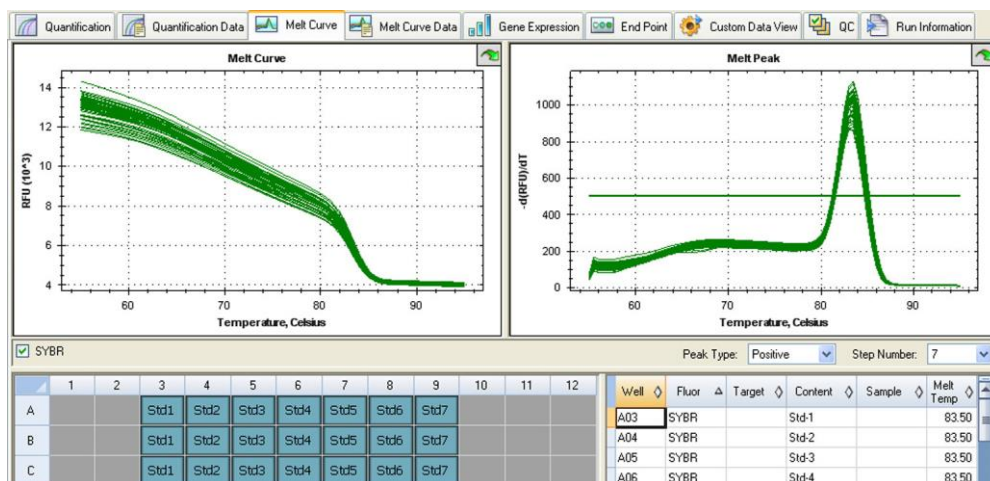 Quantification Quantification Data Melt Curve Melt Curve Data Gene Expression End Point Custom Data View QC Run Information
Melt Curve
14
12
10
8
6
4
RFU (10^3)
60 70 80 90
Temperature, Celsius
Melt Peak
1000
800
600
400
200
0
-d(RFU)/dT
60 70 80 90
Temperature, Celsius
SYBR
Peak Type: Positive Step Number: 7
1 2 3 4 5 6 7 8 9 10 11 12
A Std1 Std2 Std3 Std4 Std5 Std6 Std7
B Std1 Std2 Std3 Std4 Std5 Std6 Std7
C Std1 Std2 Std3 Std4 Std5 Std6 Std7
Well Fluor Target Content Sample Melt Temp
A03 SYBR Std-1 83.50
A04 SYBR Std-2 83.50
A05 SYBR Std-3 83.50
A06 SYBR Std-4 83.50